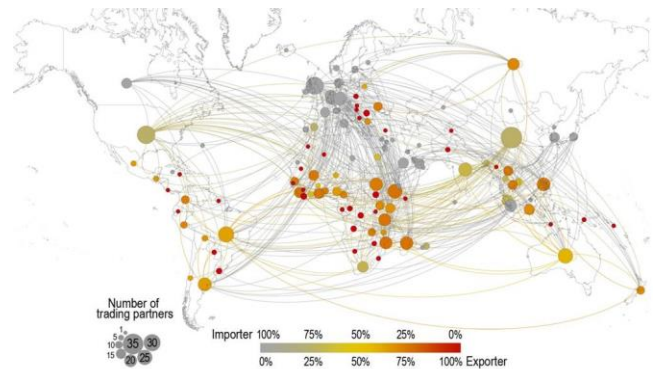 Number of
trading partners
1
5
10
15
35
30
20
25
Importer 100% 75% 50% 25% 0%
0% 25% 50% 75% 100% Exporter